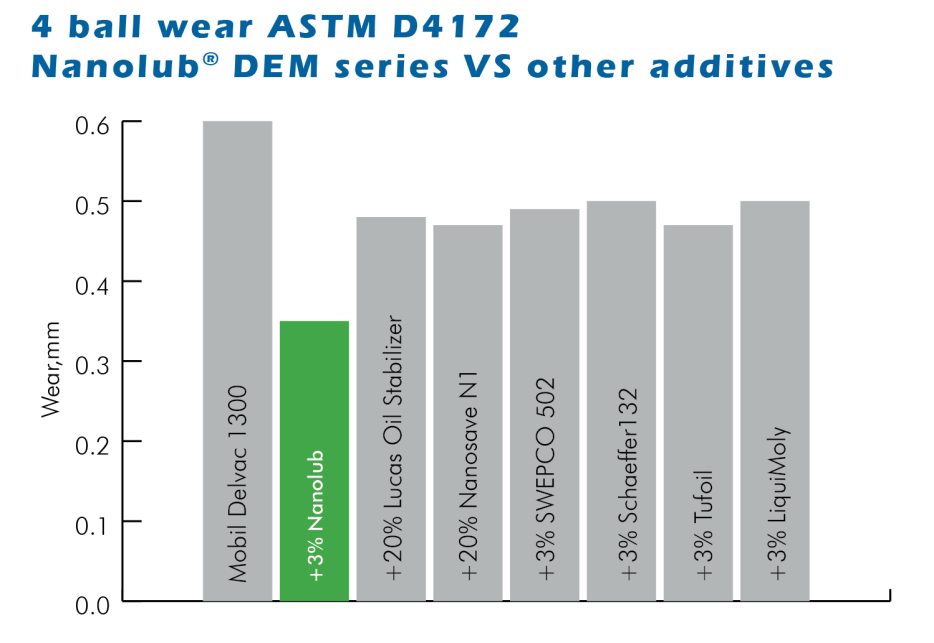 4 ball wear ASTM D4172
Nanolub® DEM series VS other additives
0.6
0.5
0.4
0.3
0.2
0.1
0.0
Wear,mm
Mobil Delvac 1300
+3% Nanolub
+20% Lucas Oil Stabilizer
+20% Nanosave N1
+3% SWEPCO 502
+3% Schaeffer132
+3% Tufoil
+3% LiquiMoly